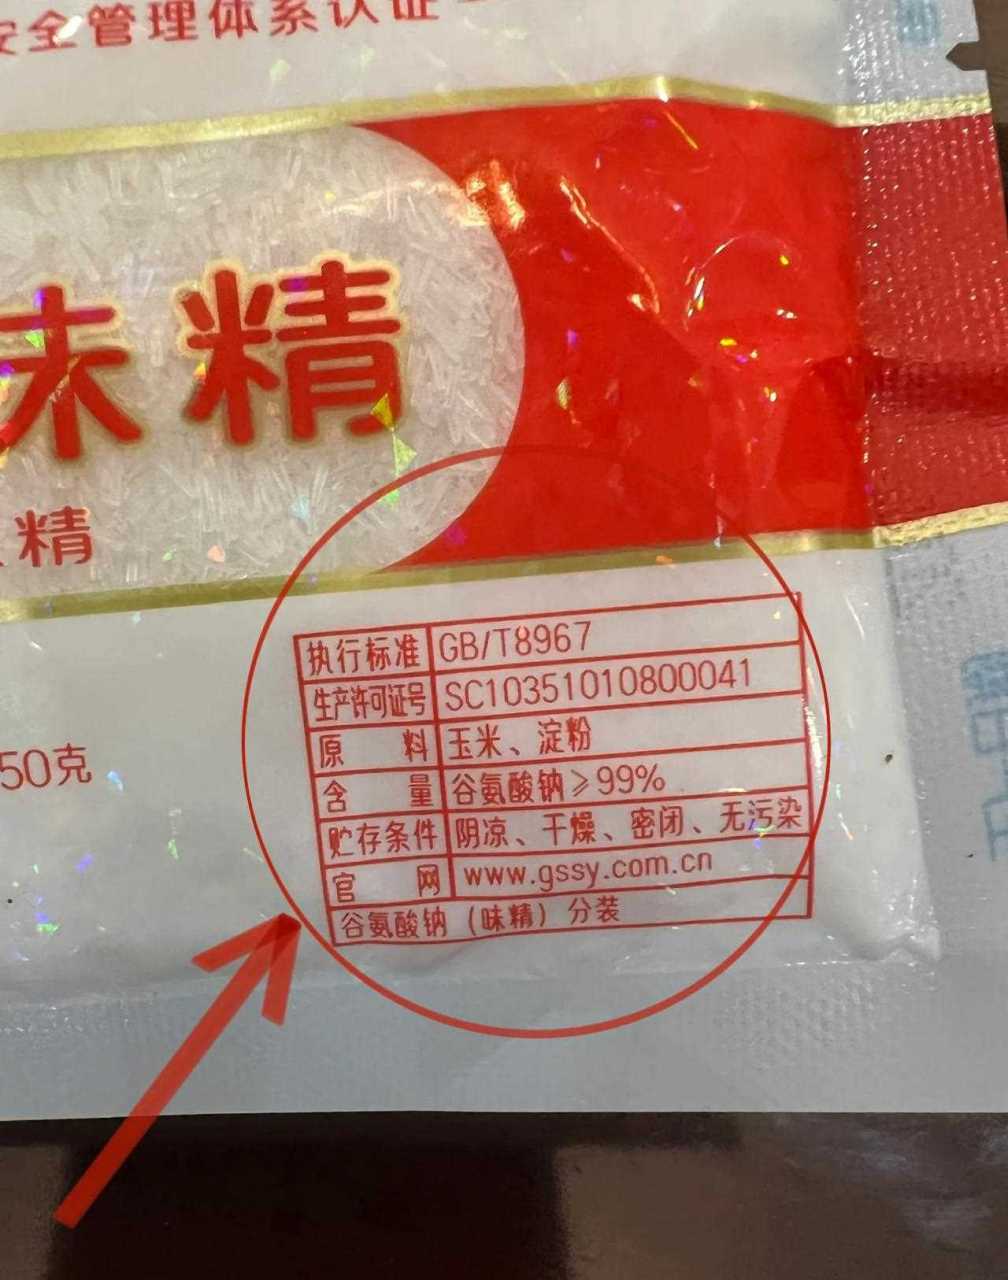 安全管理体系认证
味精
精
50克
执行标准 GB/T8967
生产许可证号 SC10351010800041
原料 玉米、淀粉
含量 谷氨酸钠≥99%
贮存条件 阴凉、干燥、密闭、无污染
官网 www.gssy.com.cn
谷氨酸钠（味精）分装